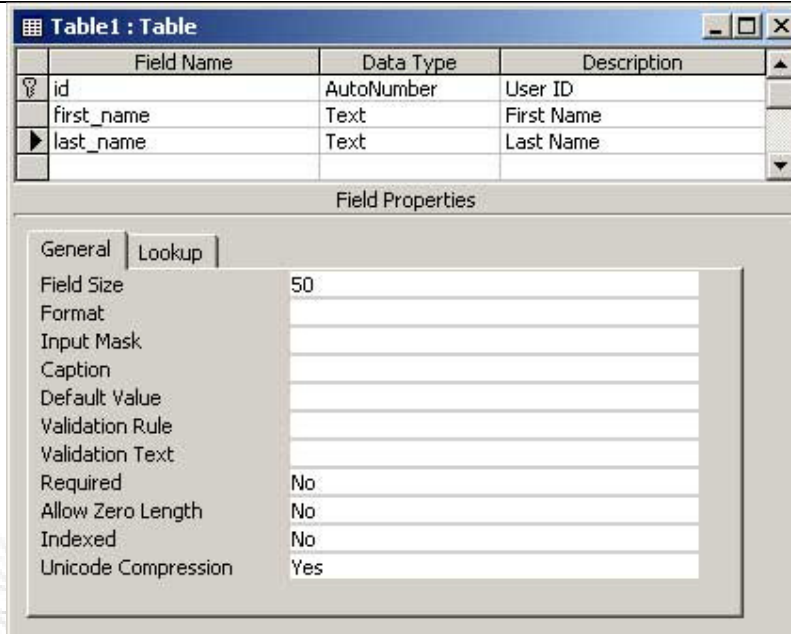 Table1 : Table
Field Name Data Type Description
id AutoNumber User ID
first_name Text First Name
last_name Text Last Name
Field Properties
General Lookup
Field Size 50
Format
Input Mask
Caption
Default Value
Validation Rule
Validation Text
Required No
Allow Zero Length No
Indexed No
Unicode Compression Yes